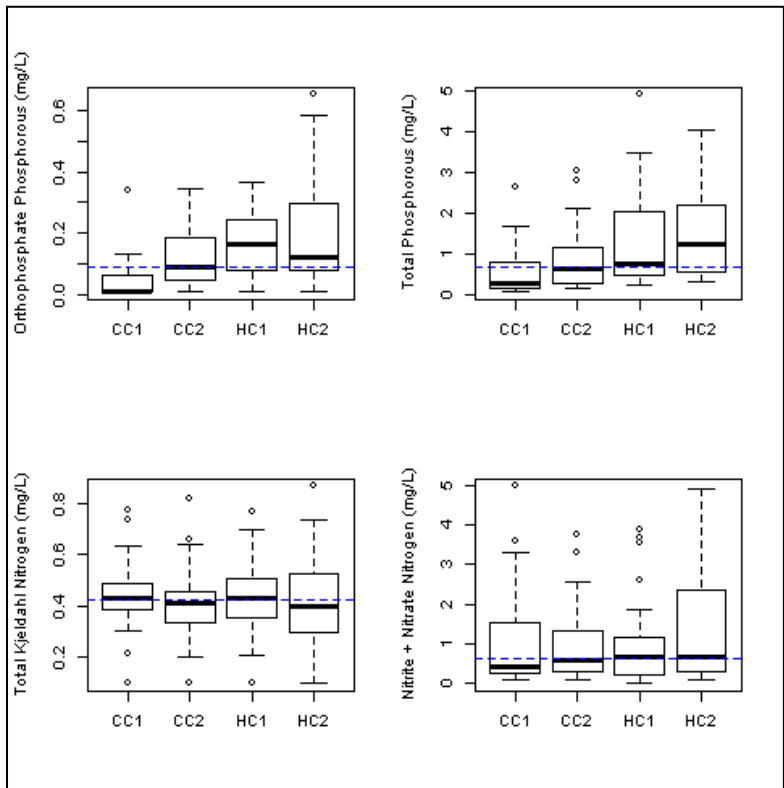 Orthophosphate Phosphorous (mg/L)
0.6
0.4
0.2
0.0
CC1 CC2 HC1 HC2
Total Phosphorous (mg/L)
5
4
3
2
1
0
CC1 CC2 HC1 HC2
Total Kjeldahl Nitrogen (mg/L)
0.8
0.6
0.4
0.2
CC1 CC2 HC1 HC2
Nitrite + Nitrate Nitrogen (mg/L)
5
4
3
2
1
0
CC1 CC2 HC1 HC2